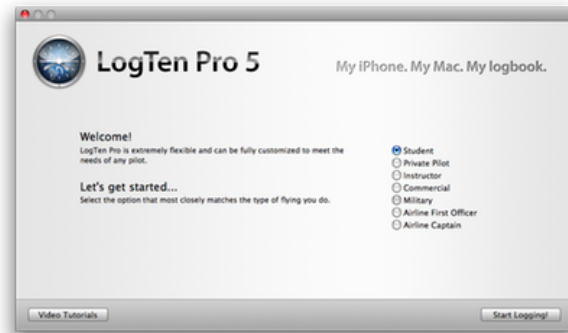 LogTen Pro 5
My iPhone. My Mac. My logbook.
Welcome!
LogTen Pro is extremely flexible and can be fully customized to meet the
needs of any pilot.
Let's get started...
Select the option that most closely matches the type of flying you do.
Student
Private Pilot
Instructor
Commercial
Military
Airline First Officer
Airline Captain
Video Tutorials
Start Logging!